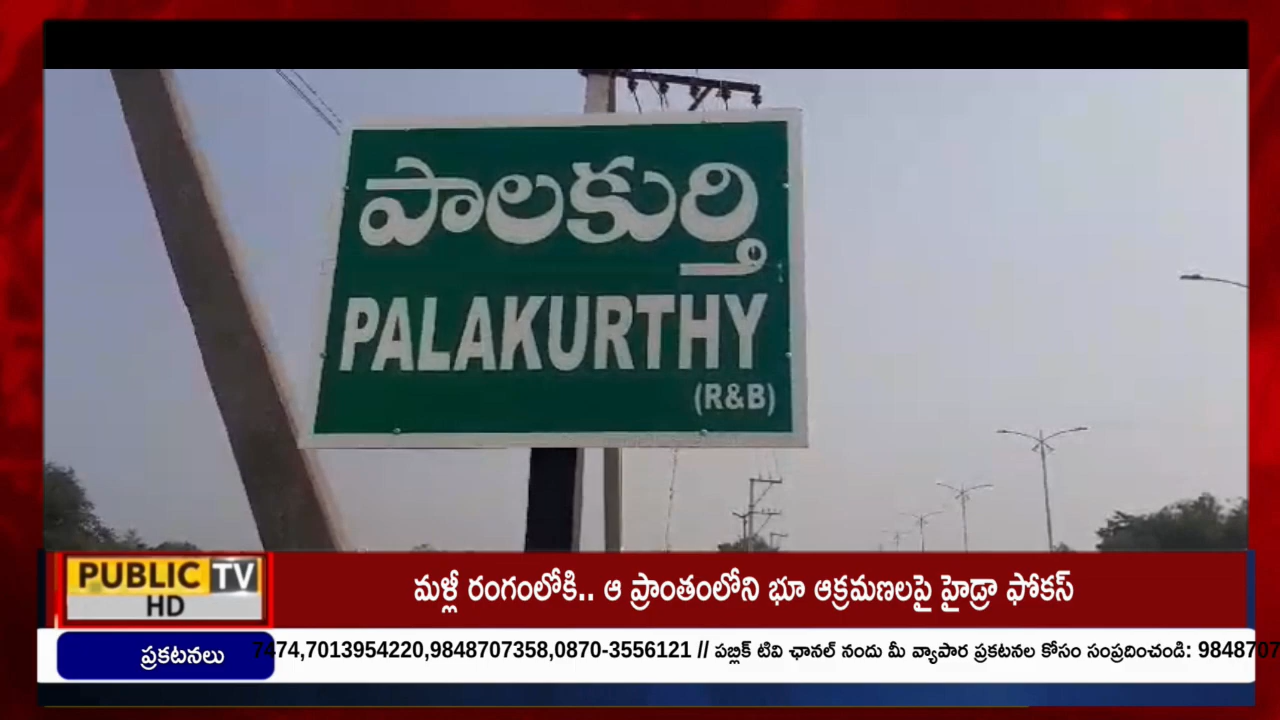 పాలకుర్తి
PALAKURTHY
(R&B)
PUBLIC TV
HD
మళ్లీ రంగంలోకి.. ఆ ప్రాంతంలోని భూ ఆక్రమణలపై హైడ్రా ఫోకస్
ప్రకటనలు
7474,7013954220,9848707358,0870-3556121 // పబ్లిక్ టివి ఛానల్ నందు మీ వ్యాపార ప్రకటనల కోసం సంప్రదించండి: 984870